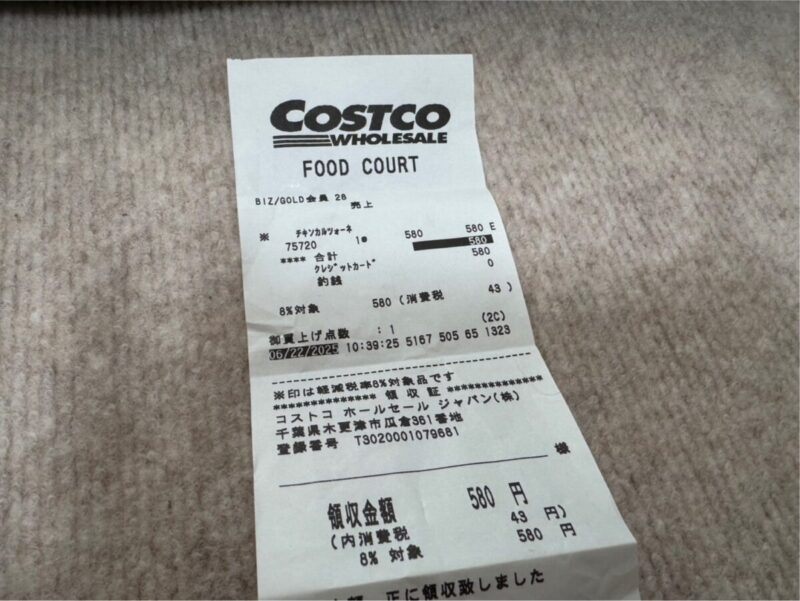 COSTCO
WHOLESALE
FOOD COURT
BIZ/GOLD会員 28
売上
※ チキンカルツォーネ
75720 1@ 580 580 E
**** 合計 580
クレジットカード 580
釣銭 0
8%対象 580 (消費税 43 )
御買上げ点数 : 1 (2C)
06/22/2025 10:39:25 5167 505 65 1323
※印は軽減税率8%対象品です
************** 領収証 **************
コストコ ホールセール ジャパン(株)
千葉県木更津市瓜倉361番地
登録番号 T3020001079681
様
領収金額 580 円
(内消費税 43 円)
8% 対象 580 円
正に領収致しました